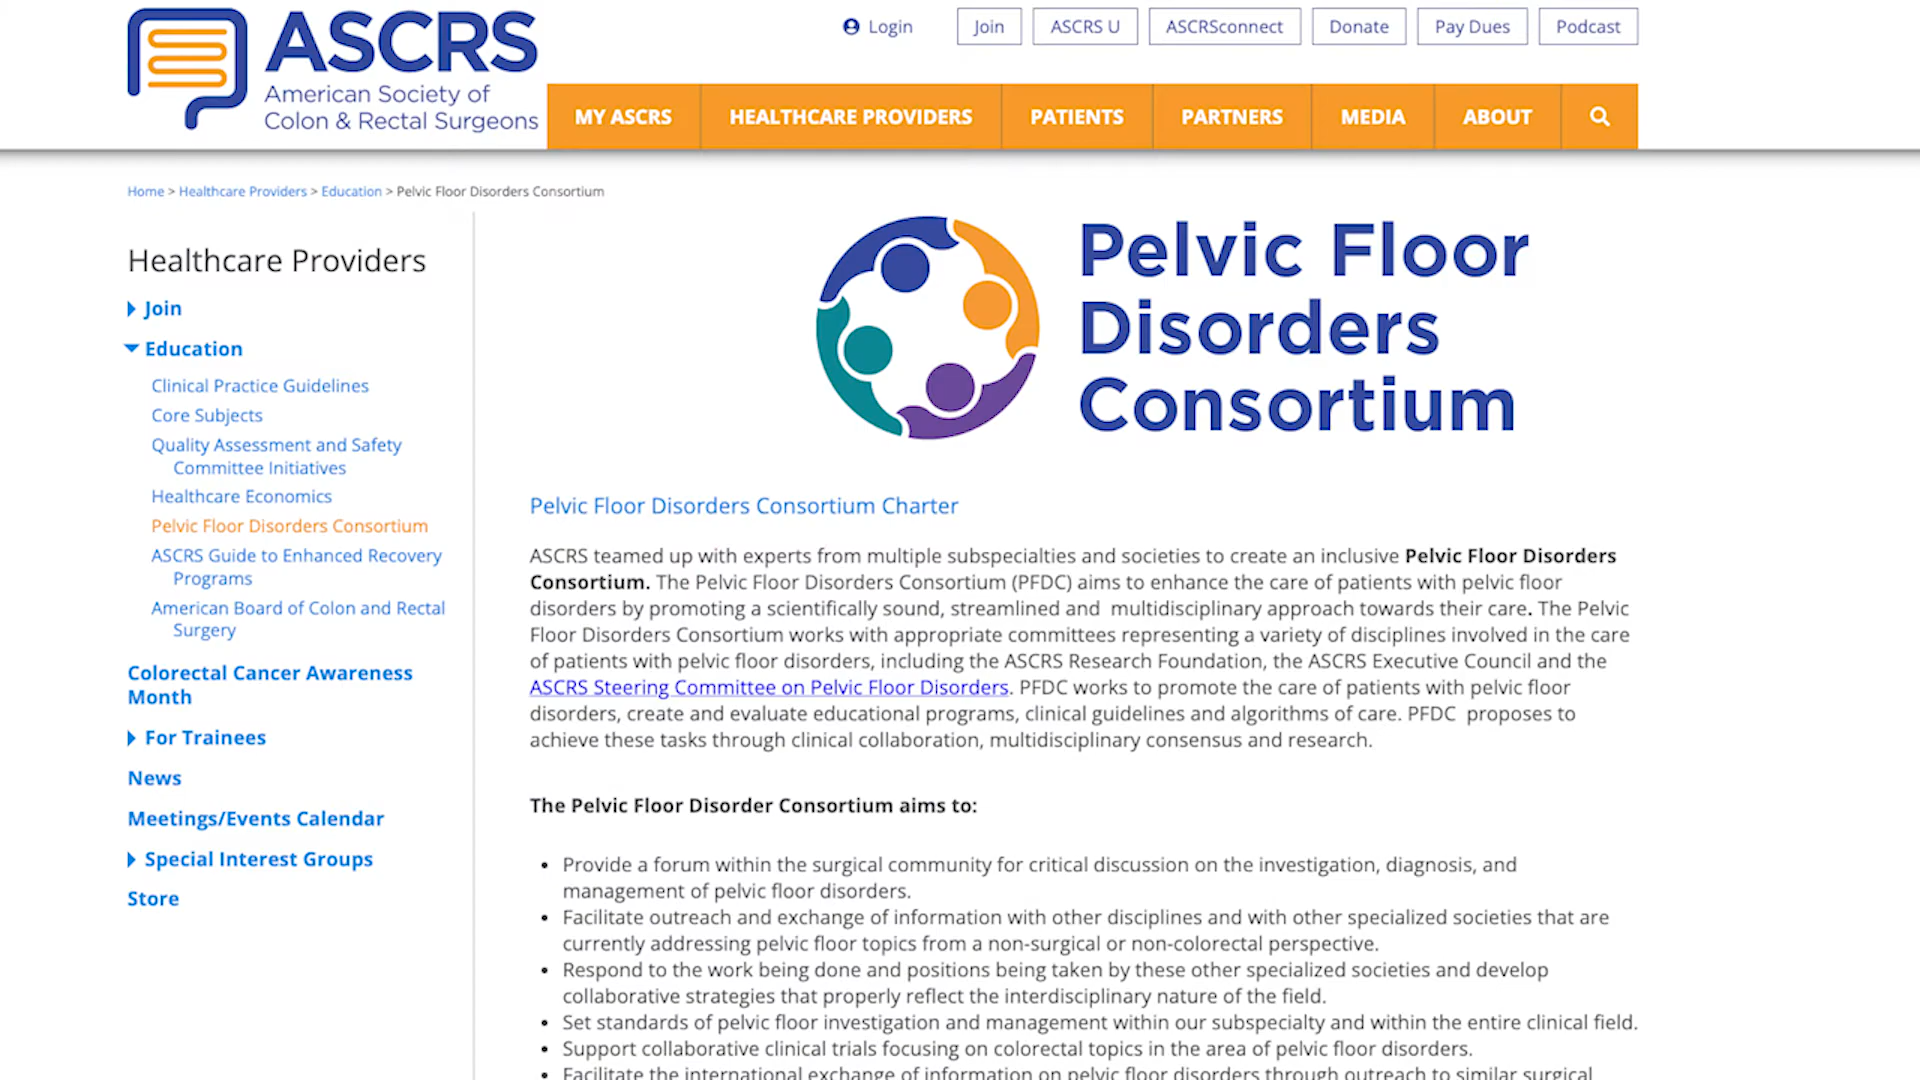 ASCRS
American Society of
Colon & Rectal Surgeons
Login
Join
ASCRS U
ASCRSconnect
Donate
Pay Dues
Podcast
MY ASCRS
HEALTHCARE PROVIDERS
PATIENTS
PARTNERS
MEDIA
ABOUT
Home > Healthcare Providers > Education > Pelvic Floor Disorders Consortium
Healthcare Providers
Join
Education
Clinical Practice Guidelines
Core Subjects
Quality Assessment and Safety
Committee Initiatives
Healthcare Economics
Pelvic Floor Disorders Consortium
ASCRS Guide to Enhanced Recovery
Programs
American Board of Colon and Rectal
Surgery
Colorectal Cancer Awareness
Month
For Trainees
News
Meetings/Events Calendar
Special Interest Groups
Store
Pelvic Floor
Disorders
Consortium
Pelvic Floor Disorders Consortium Charter
ASCRS teamed up with experts from multiple subspecialties and societies to create an inclusive Pelvic Floor Disorders
Consortium. The Pelvic Floor Disorders Consortium (PFDC) aims to enhance the care of patients with pelvic floor
disorders by promoting a scientifically sound, streamlined and multidisciplinary approach towards their care. The Pelvic
Floor Disorders Consortium works with appropriate committees representing a variety of disciplines involved in the care
of patients with pelvic floor disorders, including the ASCRS Research Foundation, the ASCRS Executive Council and the
ASCRS Steering Committee on Pelvic Floor Disorders. PFDC works to promote the care of patients with pelvic floor
disorders, create and evaluate educational programs, clinical guidelines and algorithms of care. PFDC proposes to
achieve these tasks through clinical collaboration, multidisciplinary consensus and research.
The Pelvic Floor Disorder Consortium aims to:
• Provide a forum within the surgical community for critical discussion on the investigation, diagnosis, and
management of pelvic floor disorders.
• Facilitate outreach and exchange of information with other disciplines and with other specialized societies that are
currently addressing pelvic floor topics from a non-surgical or non-colorectal perspective.
• Respond to the work being done and positions being taken by these other specialized societies and develop
collaborative strategies that properly reflect the interdisciplinary nature of the field.
• Set standards of pelvic floor investigation and management within our subspecialty and within the entire clinical field.
• Support collaborative clinical trials focusing on colorectal topics in the area of pelvic floor disorders.
• Facilitate the international exchange of information on pelvic floor disorders through outreach to similar surgical